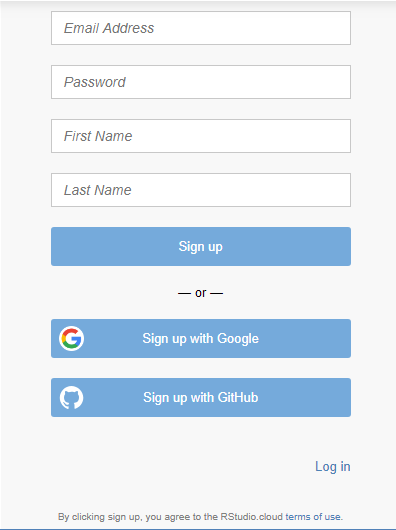 Email Address
Password
First Name
Last Name
Sign up
— or —
Sign up with Google
Sign up with GitHub
Log in
By clicking sign up, you agree to the RStudio.cloud terms of use.